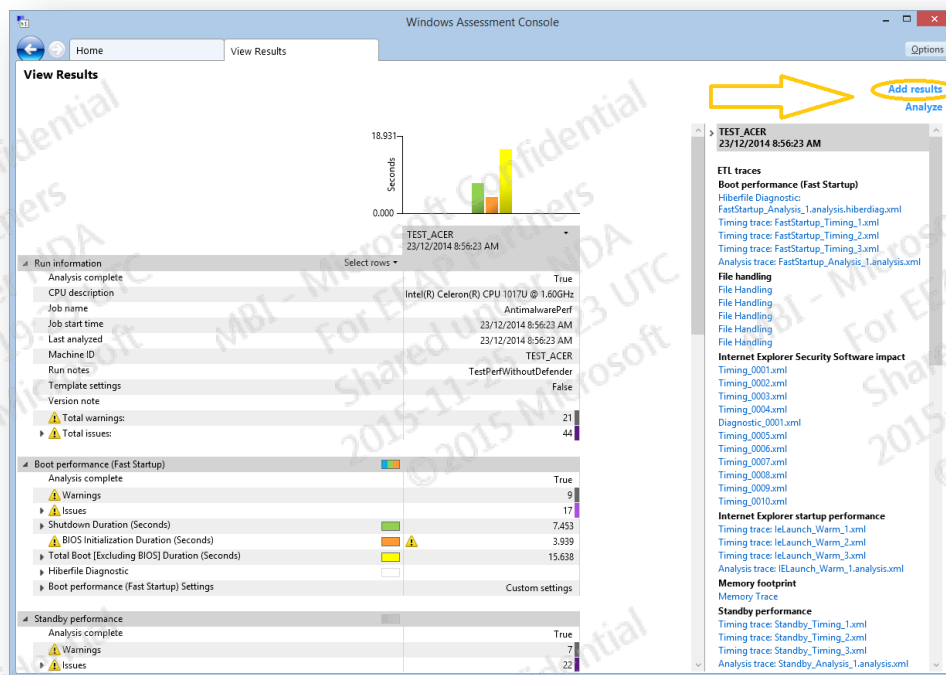 Windows Assessment Console
Home
View Results
Options
View Results
Add results
Analyze
18.931
Seconds
0.000
TEST_ACER
23/12/2014 8:56:23 AM
Run information Select rows
Analysis complete True
CPU description Intel(R) Celeron(R) CPU 1017U @ 1.60GHz
Job name AntimalwarePerf
Job start time 23/12/2014 8:56:23 AM
Last analyzed 23/12/2014 8:56:23 AM
Machine ID TEST_ACER
Run notes TestPerfWithoutDefender
Template settings False
Version note
Total warnings: 21
Total issues: 44
Boot performance (Fast Startup)
Analysis complete True
Warnings 9
Issues 17
Shutdown Duration (Seconds) 7.453
BIOS Initialization Duration (Seconds) 3.939
Total Boot [Excluding BIOS] Duration (Seconds) 15.638
Hiberfile Diagnostic
Boot performance (Fast Startup) Settings Custom settings
Standby performance
Analysis complete True
Warnings 7
Issues 22
TEST_ACER
23/12/2014 8:56:23 AM
ETL traces
Boot performance (Fast Startup)
Hiberfile Diagnostic:
FastStartup_Analysis_1.analysis.hiberdiag.xml
Timing trace: FastStartup_Timing_1.xml
Timing trace: FastStartup_Timing_2.xml
Timing trace: FastStartup_Timing_3.xml
Analysis trace: FastStartup_Analysis_1.analysis.xml
File handling
File Handling
File Handling
File Handling
File Handling
File Handling
Internet Explorer Security Software impact
Timing_0001.xml
Timing_0002.xml
Timing_0003.xml
Timing_0004.xml
Diagnostic_0001.xml
Timing_0005.xml
Timing_0006.xml
Timing_0007.xml
Timing_0008.xml
Timing_0009.xml
Timing_0010.xml
Internet Explorer startup performance
Timing trace: IeLaunch_Warm_1.xml
Timing trace: IeLaunch_Warm_2.xml
Timing trace: IeLaunch_Warm_3.xml
Analysis trace: IELaunch_Warm_1.analysis.xml
Memory footprint
Memory Trace
Standby performance
Timing trace: Standby_Timing_1.xml
Timing trace: Standby_Timing_2.xml
Timing trace: Standby_Timing_3.xml
Analysis trace: Standby_Analysis_1.analysis.xml
MBI - Microsoft Confidential
For EEAP Partners
Shared under NDA
©2015 Microsoft